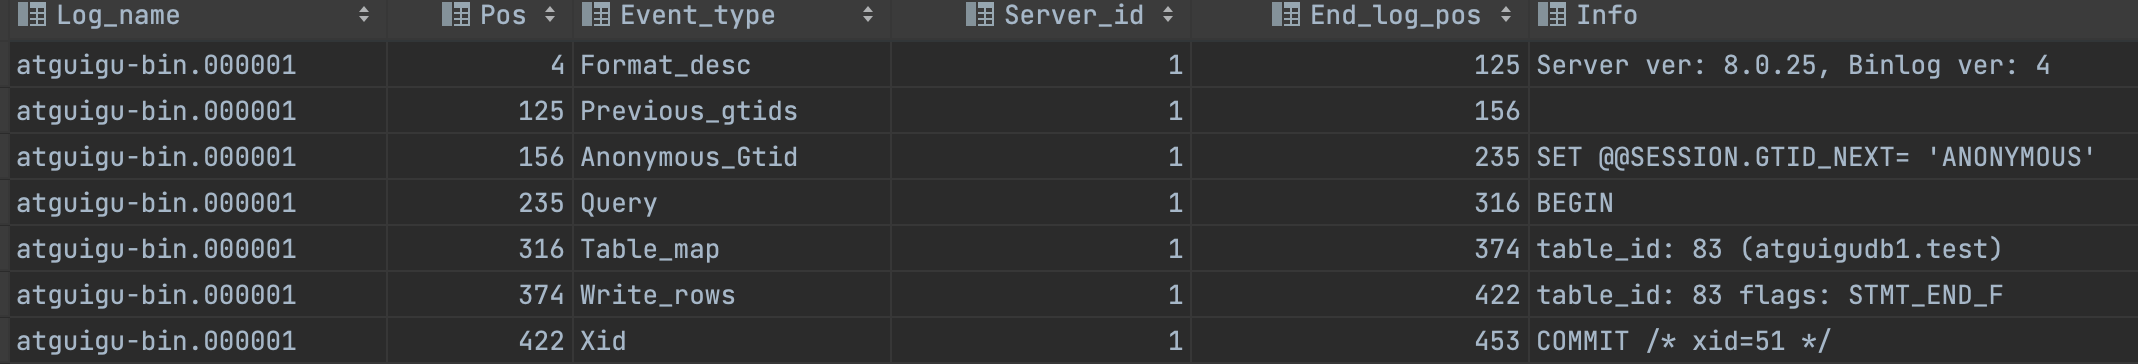 Log_name Pos Event_type Server_id End_log_pos Info
atguigu-bin.000001 4 Format_desc 1 125 Server ver: 8.0.25, Binlog ver: 4
atguigu-bin.000001 125 Previous_gtids 1 156
atguigu-bin.000001 156 Anonymous_Gtid 1 235 SET @@SESSION.GTID_NEXT= 'ANONYMOUS'
atguigu-bin.000001 235 Query 1 316 BEGIN
atguigu-bin.000001 316 Table_map 1 374 table_id: 83 (atguigudb1.test)
atguigu-bin.000001 374 Write_rows 1 422 table_id: 83 flags: STMT_END_F
atguigu-bin.000001 422 Xid 1 453 COMMIT /* xid=51 */